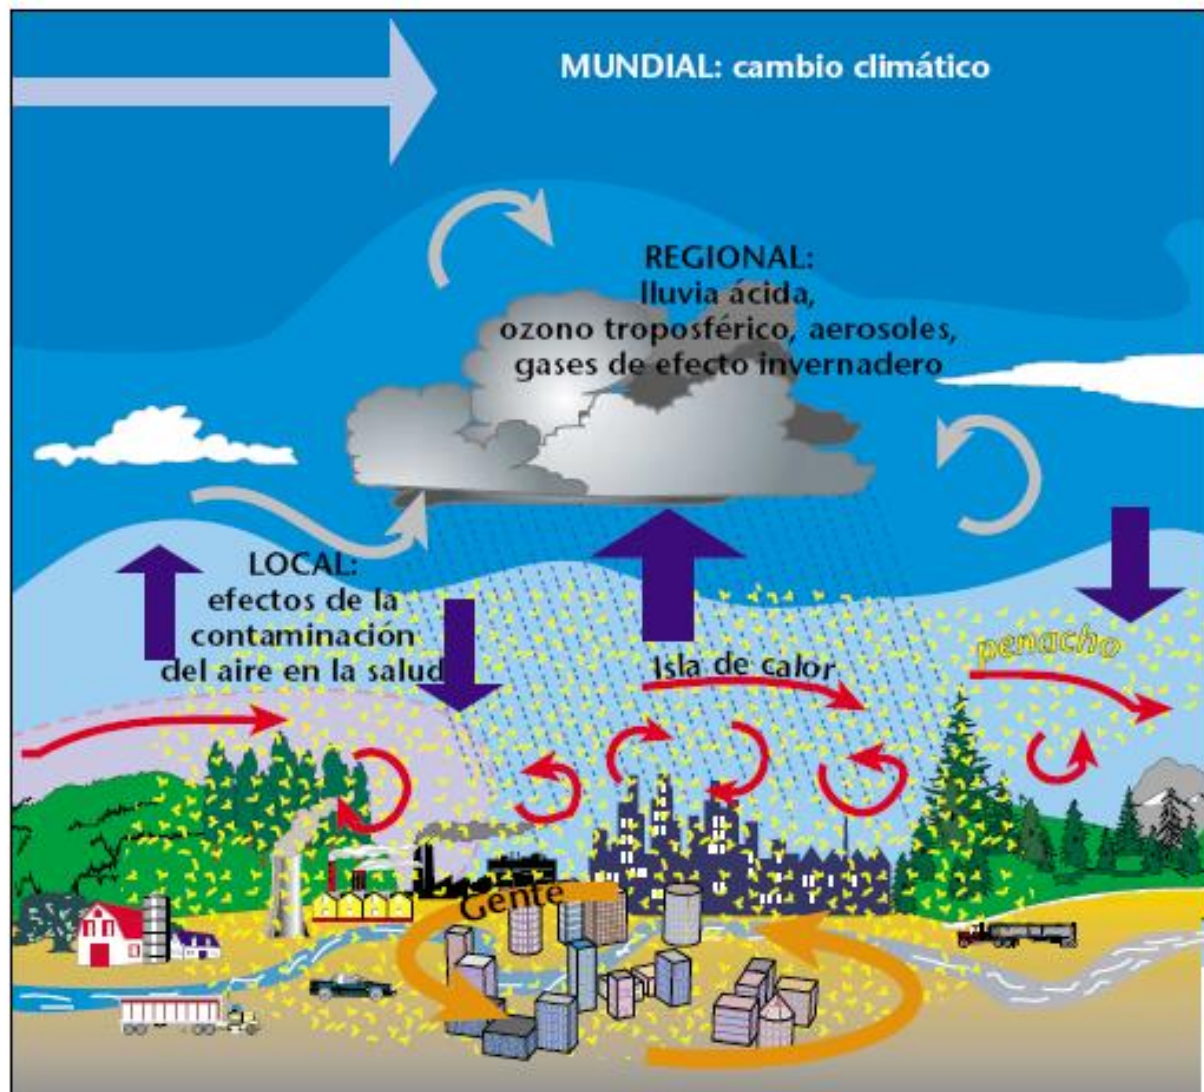 MUNDIAL: cambio climático
REGIONAL:
lluvia ácida,
ozono troposférico, aerosoles,
gases de efecto invernadero
LOCAL:
efectos de la
contaminación
del aire en la salud
Isla de calor
penacho
Gente